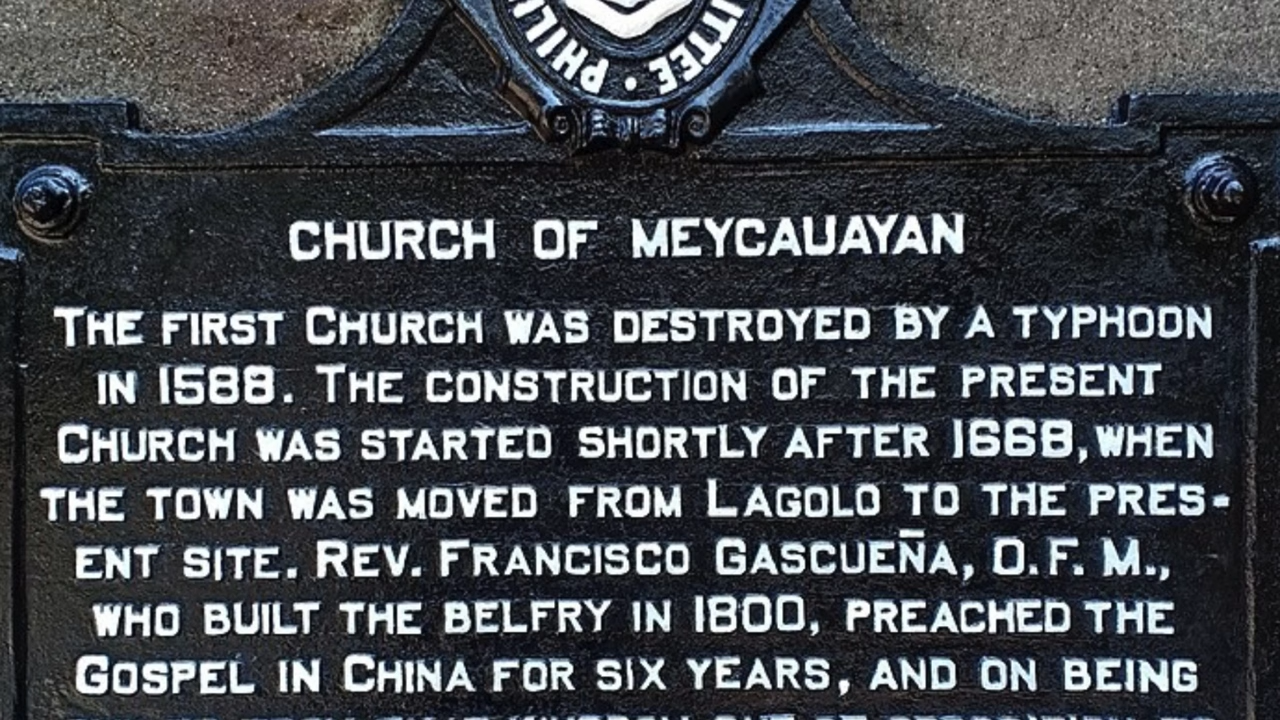 PHILI
ITTEE
CHURCH OF MEYCAUAYAN
THE FIRST CHURCH WAS DESTROYED BY A TYPHOON
IN 1588. THE CONSTRUCTION OF THE PRESENT
CHURCH WAS STARTED SHORTLY AFTER 1668, WHEN
THE TOWN WAS MOVED FROM LAGOLO TO THE PRES-
ENT SITE. REV. FRANCISCO GASCUEÑA, O.F.M.,
WHO BUILT THE BELFRY IN 1800, PREACHED THE
GOSPEL IN CHINA FOR SIX YEARS, AND ON BEING